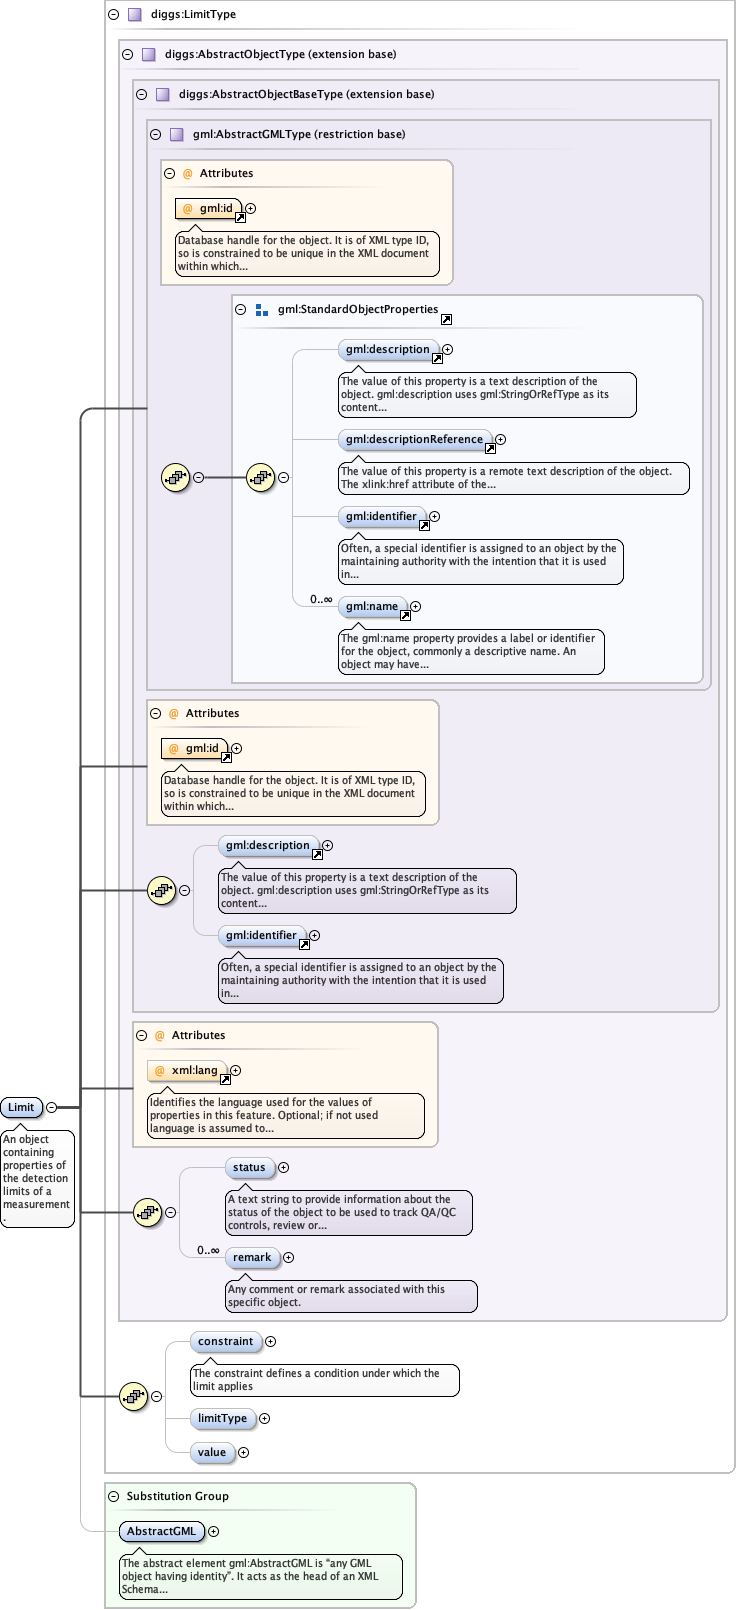 diggs:LimitType
diggs:AbstractObjectType (extension base)
diggs:AbstractObjectBaseType (extension base)
gml:AbstractGMLType (restriction base)
@ Attributes
@ gml:id
Database handle for the object. It is of XML type ID,
so is constrained to be unique in the XML document
within which...
gml:StandardObjectProperties
gml:description
The value of this property is a text description of the
object. gml:description uses gml:StringOrRefType as its
content...
gml:descriptionReference
The value of this property is a remote text description of the object.
The xlink:href attribute of the...
gml:identifier
Often, a special identifier is assigned to an object by the
maintaining authority with the intention that it is used
in...
0..∞
gml:name
The gml:name property provides a label or identifier
for the object, commonly a descriptive name. An
object may have...
@ Attributes
@ gml:id
Database handle for the object. It is of XML type ID,
so is constrained to be unique in the XML document
within which...
gml:description
The value of this property is a text description of the
object. gml:description uses gml:StringOrRefType as its
content...
gml:identifier
Often, a special identifier is assigned to an object by the
maintaining authority with the intention that it is used
in...
@ Attributes
@ xml:lang
Identifies the language used for the values of
properties in this feature. Optional; if not used
language is assumed to...
Limit
An object
containing
properties of
the detection
limits of a
measurement
.
status
A text string to provide information about the
status of the object to be used to track QA/QC
controls, review or...
0..∞
remark
Any comment or remark associated with this
specific object.
constraint
The constraint defines a condition under which the
limit applies
limitType
value
Substitution Group
AbstractGML
The abstract element gml:AbstractGML is "any GML
object having identity". It acts as the head of an XML
Schema...